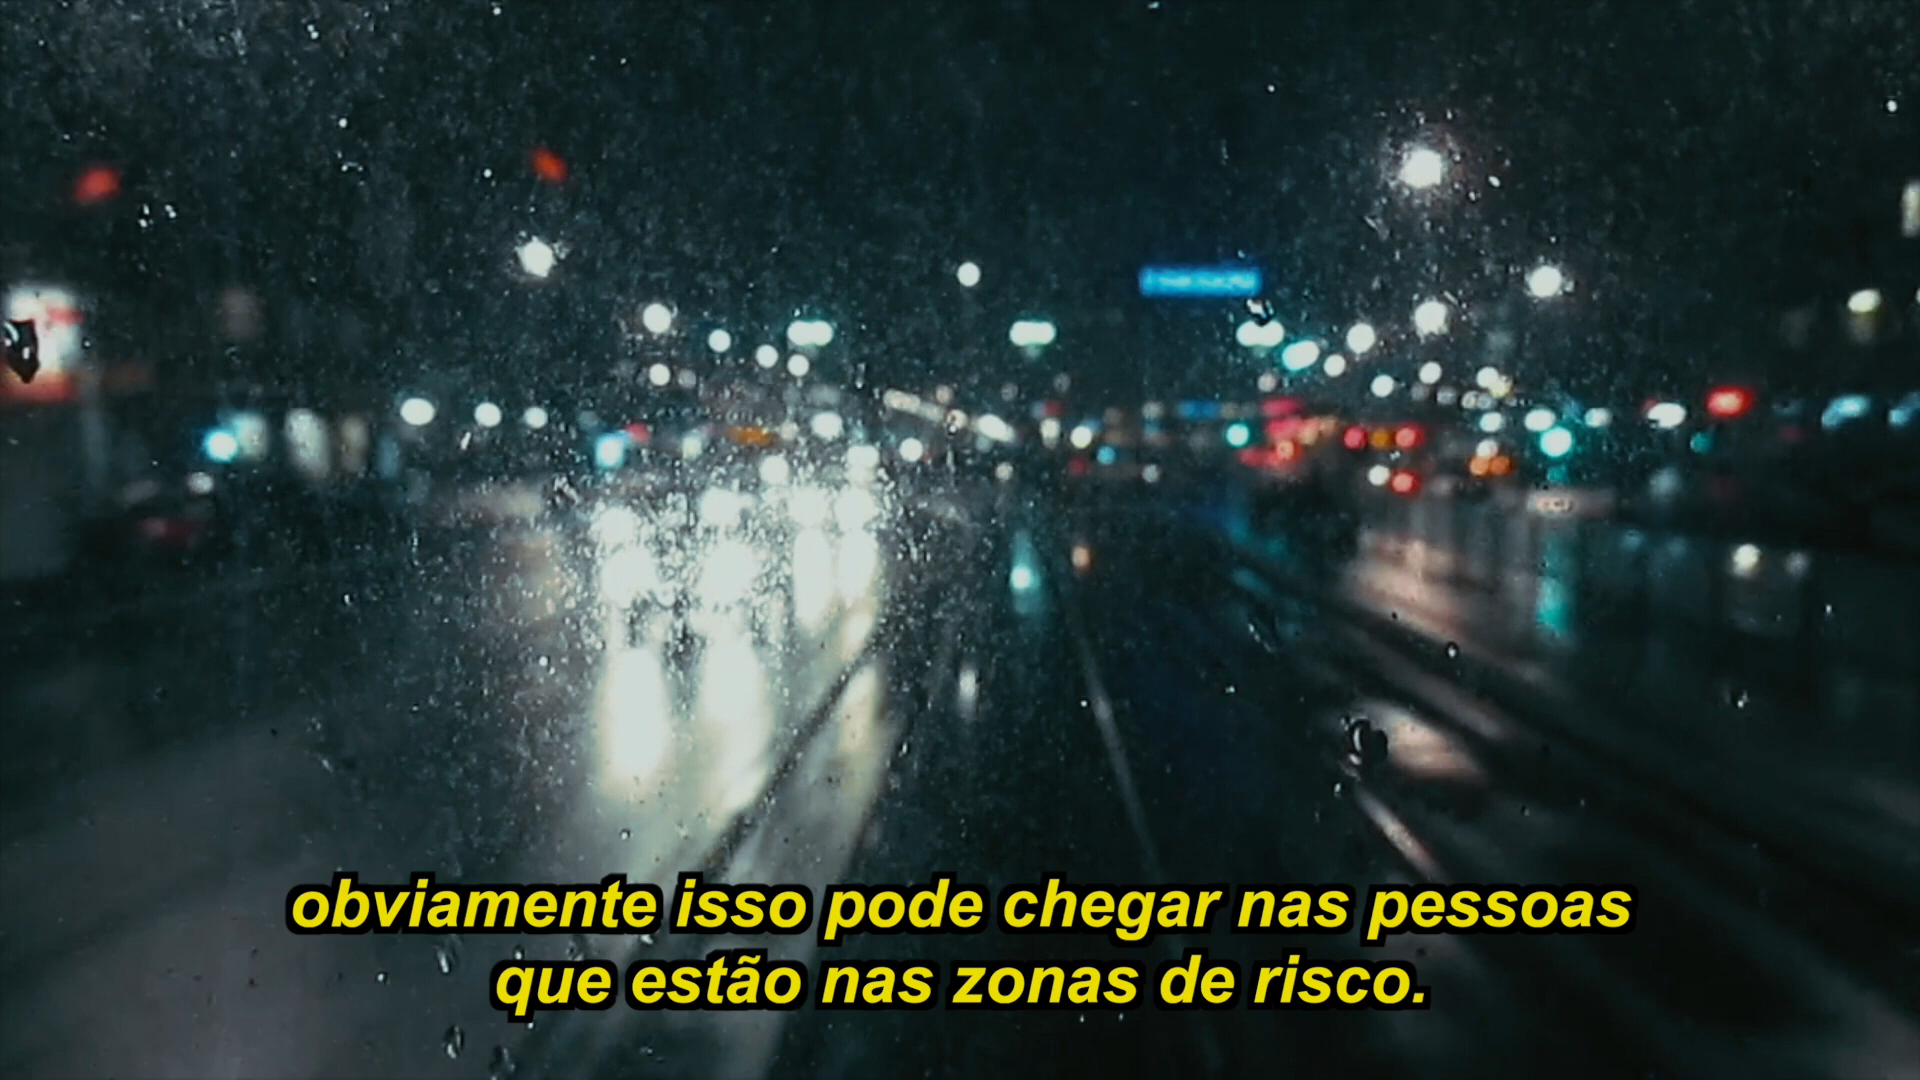 obviamente isso pode chegar nas pessoas
que estão nas zonas de risco.